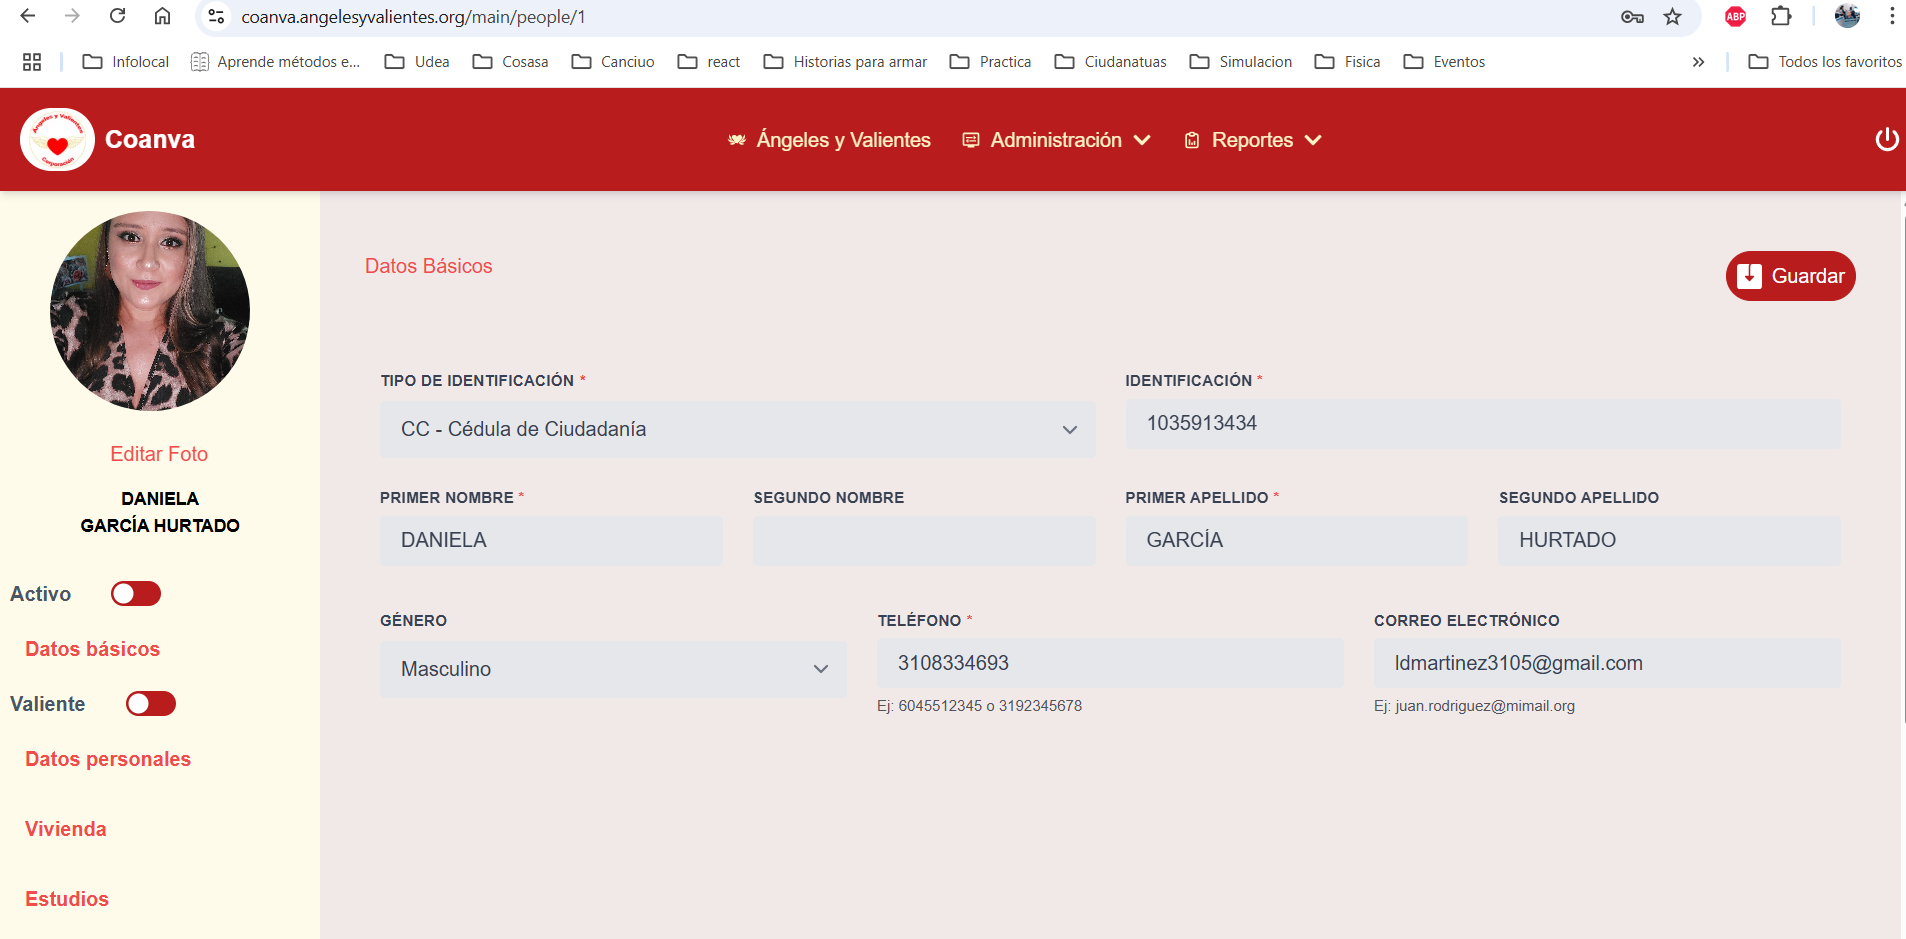 coanva.angelesyvalientes.org/main/people/1
ABP
Infolocal Aprende métodos e... Udea Cosasa Canciuo react Historias para armar Practica Ciudanatuas Simulacion Fisica Eventos » Todos los favoritos
Ángeles y Valientes
Corporación
Coanva
Ángeles y Valientes Administración Reportes
Datos Básicos
Guardar
TIPO DE IDENTIFICACIÓN * IDENTIFICACIÓN *
CC - Cédula de Ciudadanía 1035913434
Editar Foto
DANIELA
GARCÍA HURTADO
PRIMER NOMBRE * SEGUNDO NOMBRE PRIMER APELLIDO * SEGUNDO APELLIDO
DANIELA GARCÍA HURTADO
Activo
GÉNERO TELÉFONO * CORREO ELECTRÓNICO
Masculino 3108334693 ldmartinez3105@gmail.com
Ej: 6045512345 o 3192345678 Ej: juan.rodriguez@mimail.org
Datos básicos
Valiente
Datos personales
Vivienda
Estudios